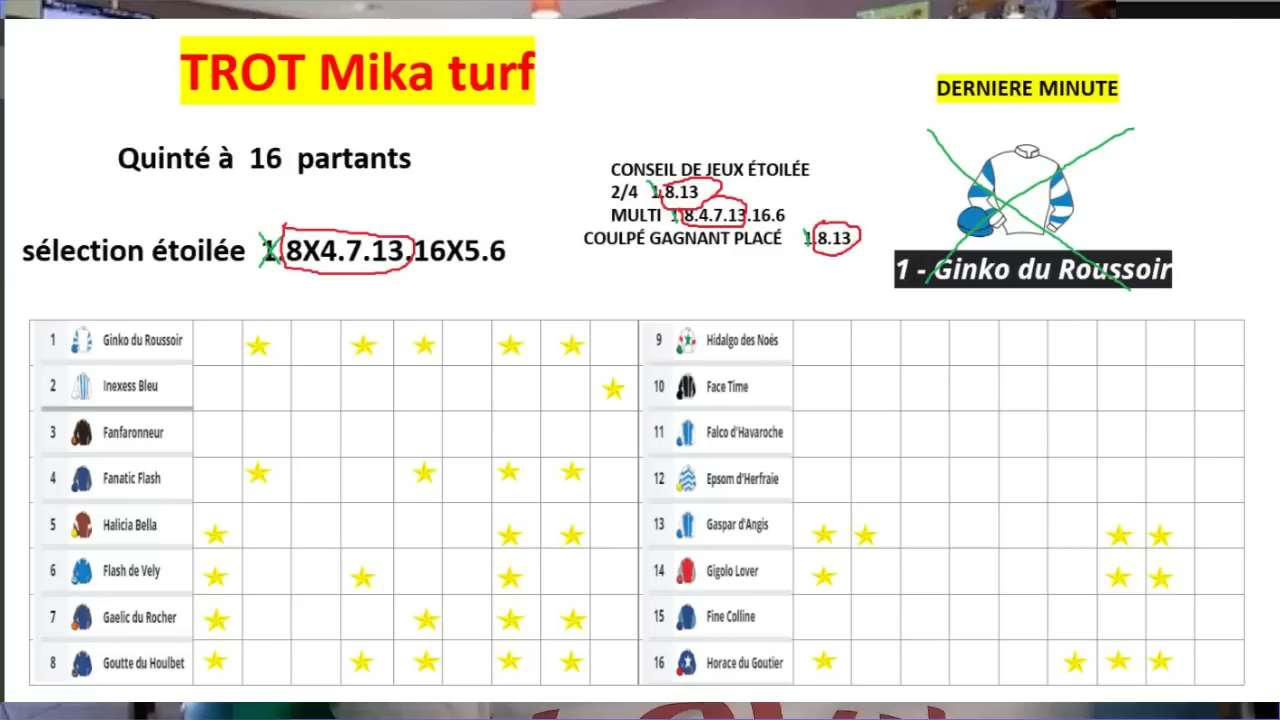 TROT Mika turf
DERNIERE MINUTE
Quinté à 16 partants
CONSEIL DE JEUX ÉTOILÉE
2/4 1.8.13
MULTI 1.8.4.7.13.16.6
COULPÉ GAGNANT PLACÉ 1.8.13
sélection étoilée 1.8X4.7.13.16X5.6
1 - Ginko du Roussoir
1 Ginko du Roussoir
2 Inexess Bleu
3 Fanfaronneur
4 Fanatic Flash
5 Halicia Bella
6 Flash de Vely
7 Gaelic du Rocher
8 Goutte du Houlbet
9 Hidalgo des Noës
10 Face Time
11 Falco d'Havaroche
12 Epsom d'Herfraie
13 Gaspar d'Angis
14 Gigolo Lover
15 Fine Colline
16 Horace du Goutier